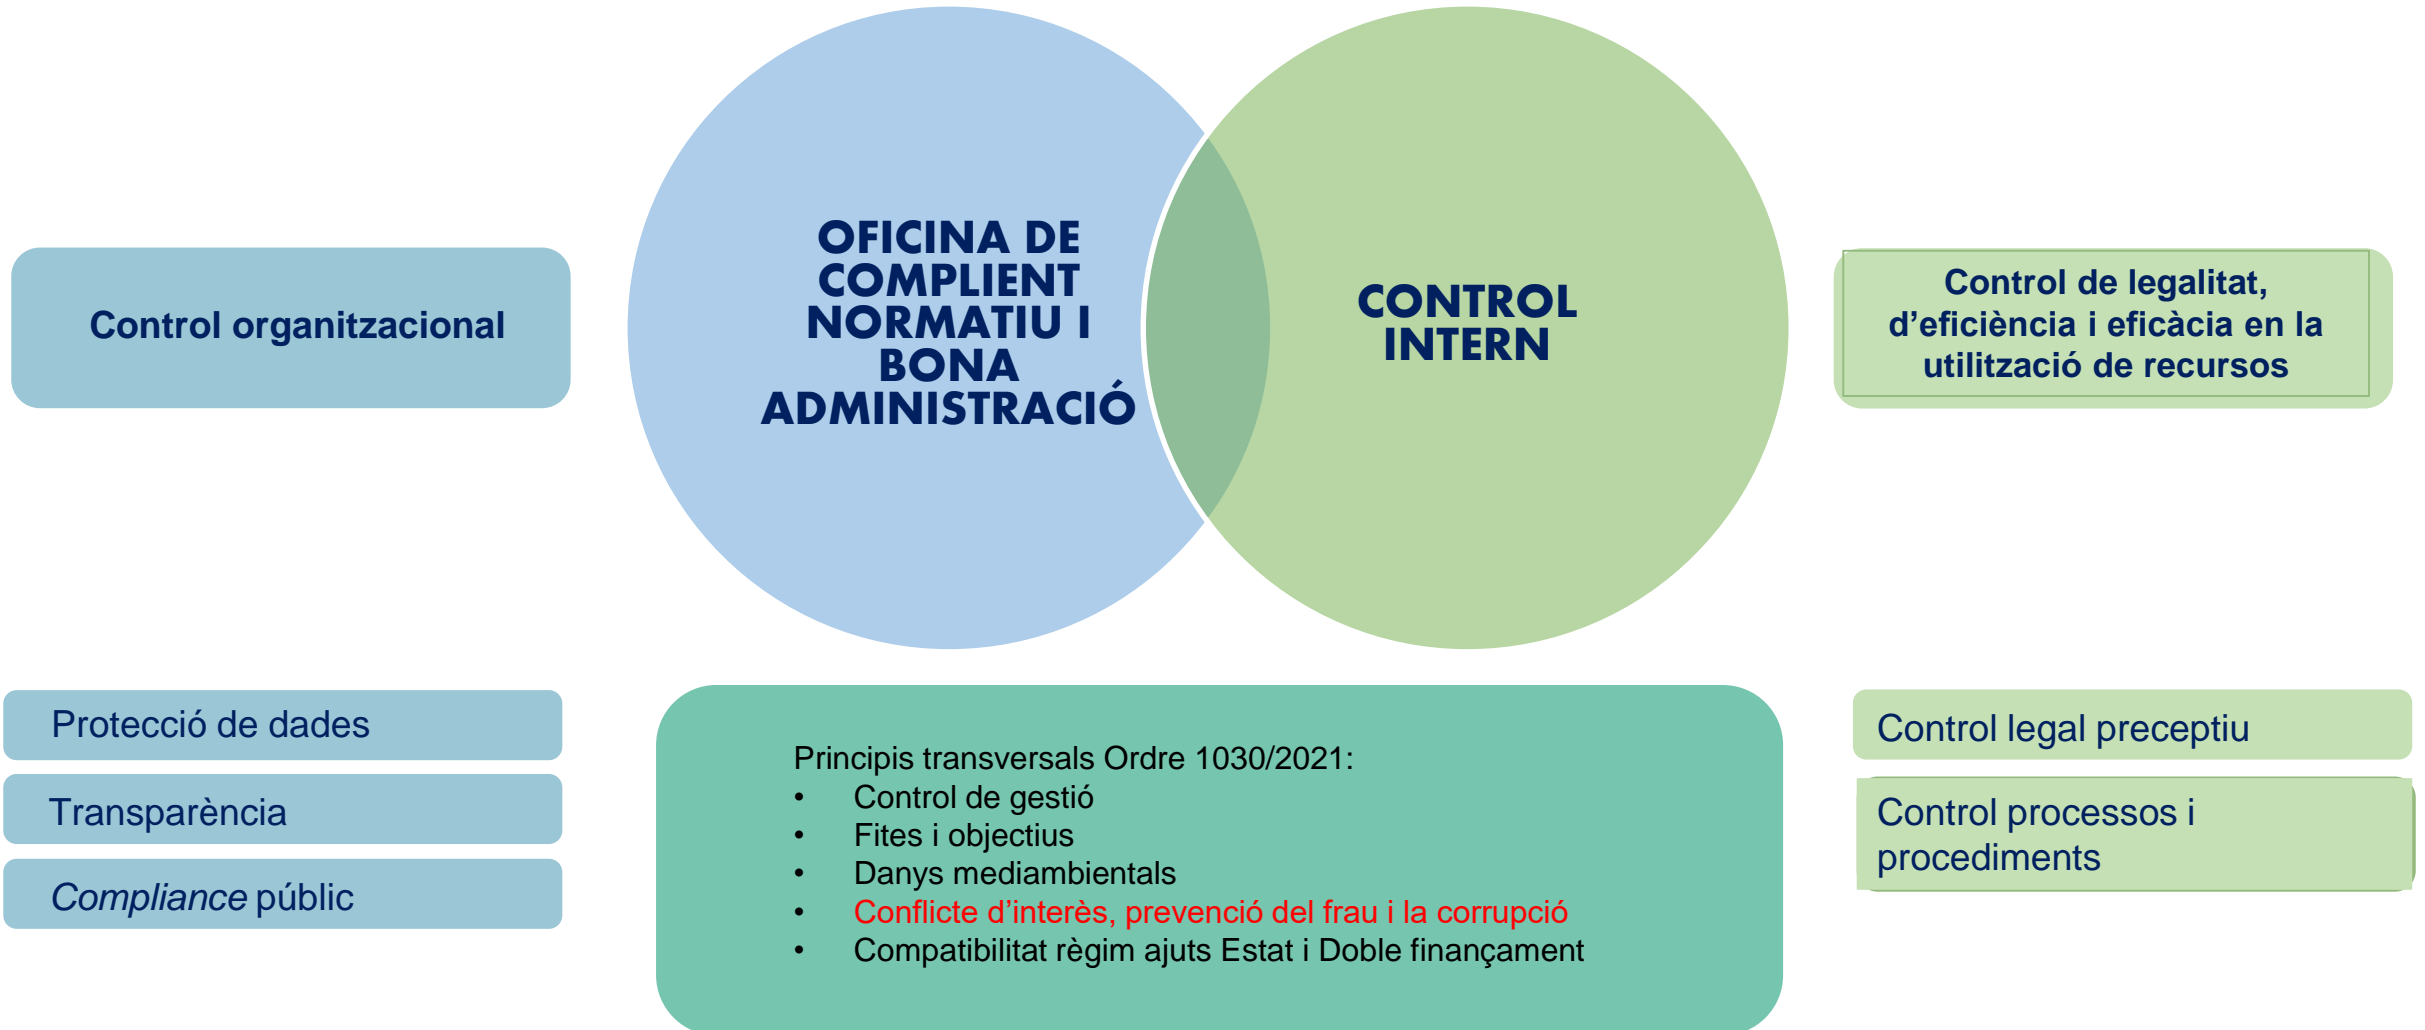 Control organitzacional
OFICINA DE
COMPLIENT
NORMATIU I
BONA
ADMINISTRACIÓ
CONTROL
INTERN
Control de legalitat,
d’eficiència i eficàcia en la
utilització de recursos
Protecció de dades
Transparència
Compliance públic
Principis transversals Ordre 1030/2021:
• Control de gestió
• Fites i objectius
• Danys mediambientals
• Conflicte d’interès, prevenció del frau i la corrupció
• Compatibilitat règim ajuts Estat i Doble finançament
Control legal preceptiu
Control processos i
procediments